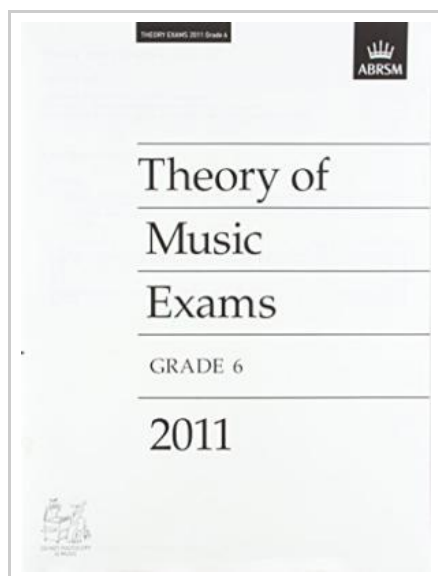 THEORY EXAMS 2011 Grade 6
ABRSM
Theory of
Music
Exams
GRADE 6
2011